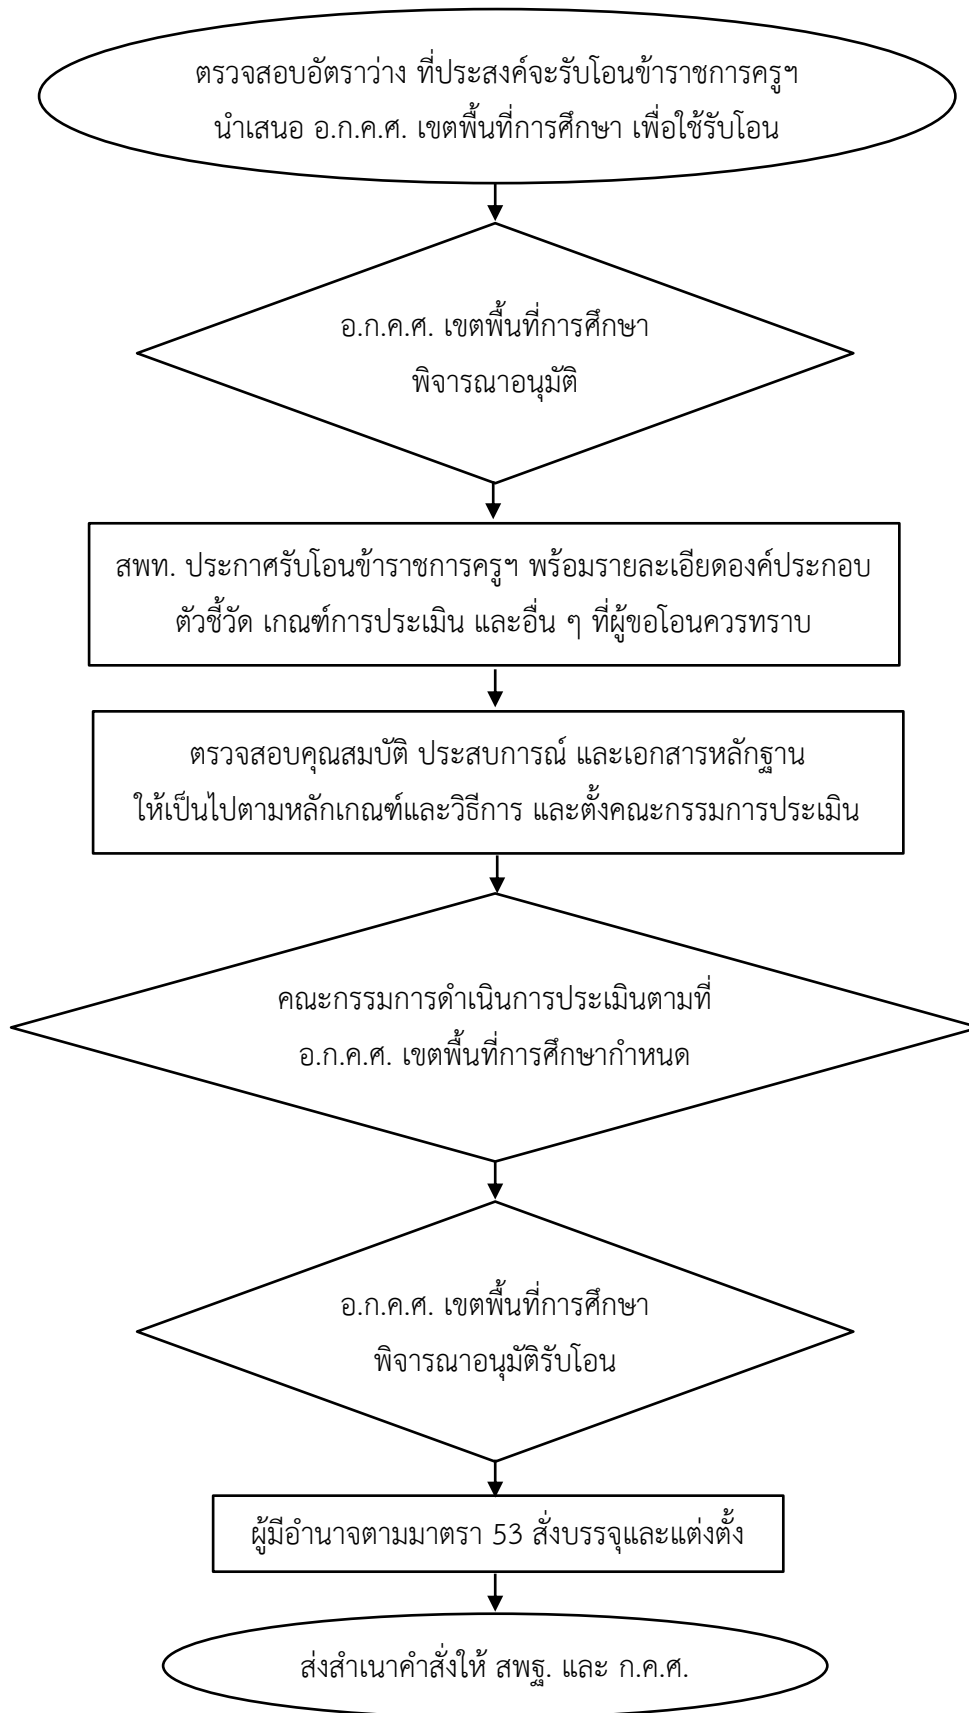 ตรวจสอบอัตราว่าง ที่ประสงค์จะรับโอนข้าราชการครูฯ
นำเสนอ อ.ก.ค.ศ. เขตพื้นที่การศึกษา เพื่อใช้รับโอน
อ.ก.ค.ศ. เขตพื้นที่การศึกษา
พิจารณาอนุมัติ
สพท. ประกาศรับโอนข้าราชการครูฯ พร้อมรายละเอียดองค์ประกอบ
ตัวชี้วัด เกณฑ์การประเมิน และอื่น ๆ ที่ผู้ขอโอนควรทราบ
ตรวจสอบคุณสมบัติ ประสบการณ์ และเอกสารหลักฐาน
ให้เป็นไปตามหลักเกณฑ์และวิธีการ และตั้งคณะกรรมการประเมิน
คณะกรรมการดำเนินการประเมินตามที่
อ.ก.ค.ศ. เขตพื้นที่การศึกษากำหนด
อ.ก.ค.ศ. เขตพื้นที่การศึกษา
พิจารณาอนุมัติรับโอน
ผู้มีอำนาจตามมาตรา 53 สั่งบรรจุและแต่งตั้ง
ส่งสำเนาคำสั่งให้ สพฐ. และ ก.ค.ศ.